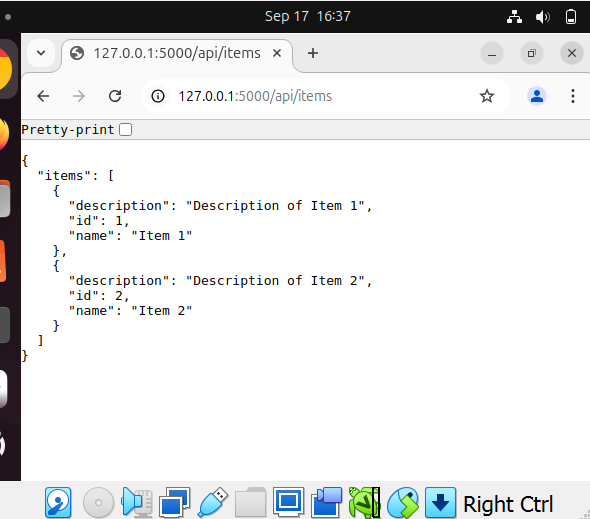 Sep 17 16:37
127.0.0.1:5000/api/items
127.0.0.1:5000/api/items
Pretty-print
{
  "items": [
    {
      "description": "Description of Item 1",
      "id": 1,
      "name": "Item 1"
    },
    {
      "description": "Description of Item 2",
      "id": 2,
      "name": "Item 2"
    }
  ]
}
Right Ctrl